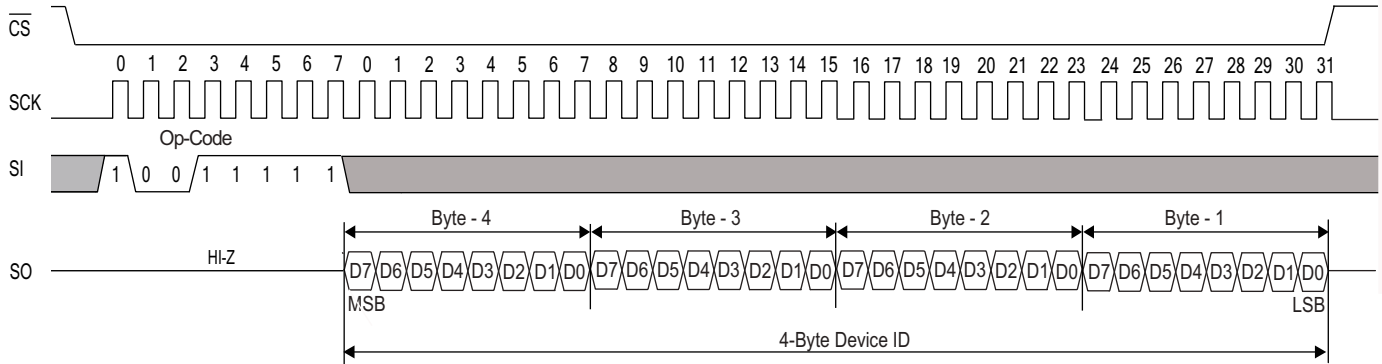 CS
0 1 2 3 4 5 6 7 0 1 2 3 4 5 6 7 8 9 10 11 12 13 14 15 16 17 18 19 20 21 22 23 24 25 26 27 28 29 30 31
SCK
Op-Code
SI 1 0 0 1 1 1 1 1
Byte - 4 Byte - 3 Byte - 2 Byte - 1
SO HI-Z D7 D6 D5 D4 D3 D2 D1 D0 D7 D6 D5 D4 D3 D2 D1 D0 D7 D6 D5 D4 D3 D2 D1 D0 D7 D6 D5 D4 D3 D2 D1 D0
MSB LSB
4-Byte Device ID